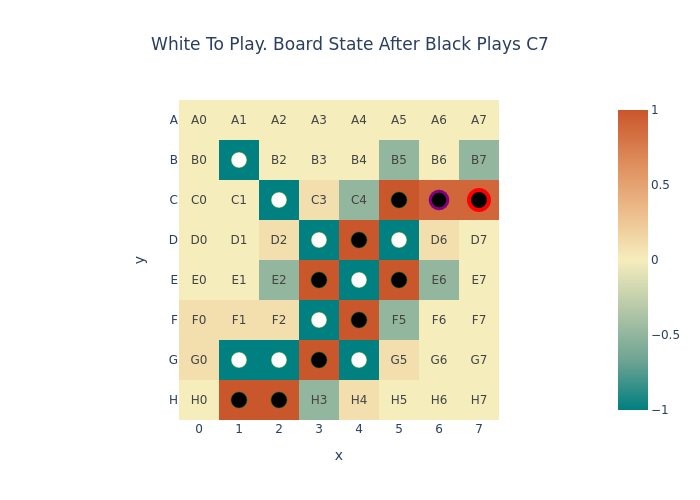 White To Play. Board State After Black Plays C7
A A0 A1 A2 A3 A4 A5 A6 A7
B B0 B2 B3 B4 B5 B6 B7
C C0 C1 C3 C4
D D0 D1 D2 D6 D7
E E0 E1 E2 E6 E7
F F0 F1 F2 F5 F6 F7
G G0 G5 G6 G7
H H0 H3 H4 H5 H6 H7
0 1 2 3 4 5 6 7
x
y
1
0.5
0
−0.5
−1